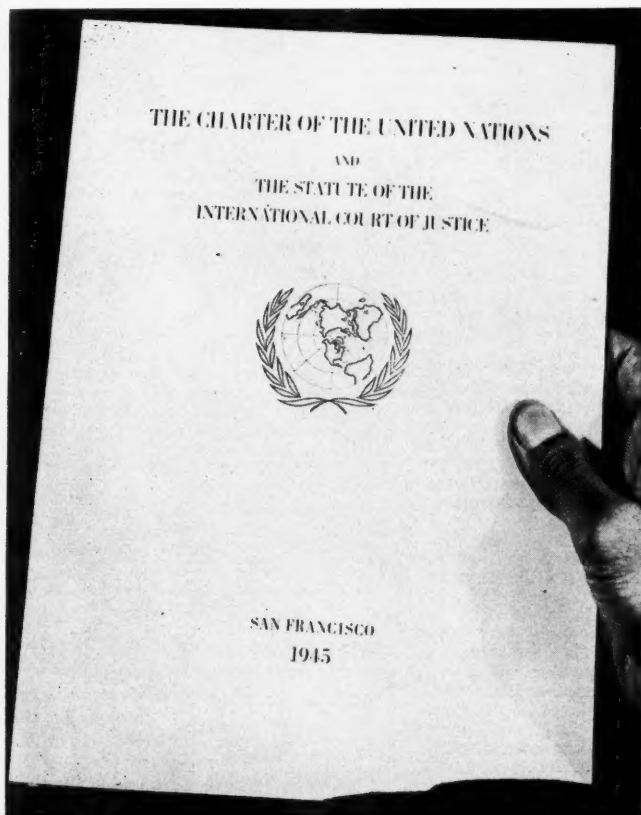 THE CHARTER OF THE UNITED NATIONS
AND
THE STATUTE OF THE
INTERNATIONAL COURT OF JUSTICE
SAN FRANCISCO
1945